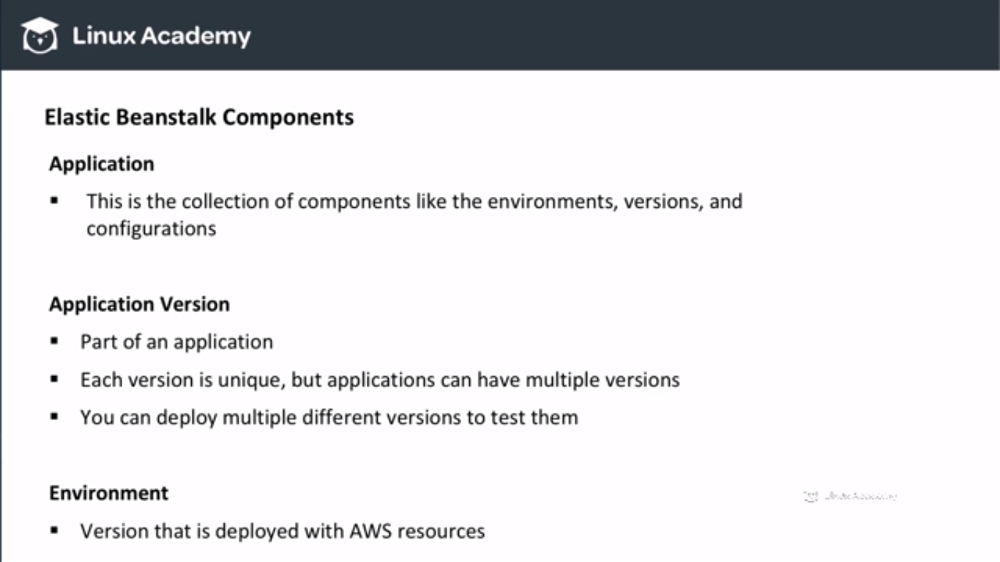 Linux Academy
Elastic Beanstalk Components
Application
▪ This is the collection of components like the environments, versions, and
configurations
Application Version
▪ Part of an application
▪ Each version is unique, but applications can have multiple versions
▪ You can deploy multiple different versions to test them
Environment
Linux Academy
▪ Version that is deployed with AWS resources